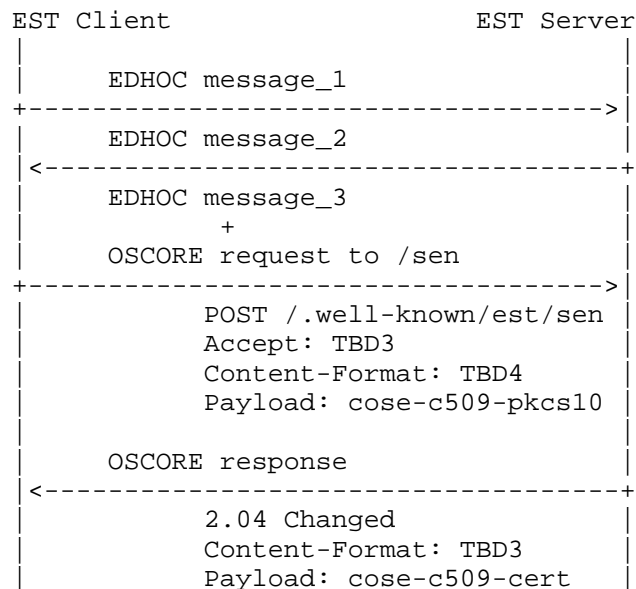 EST Client                         EST Server
|                                           |
|     EDHOC message_1                       |
+------------------------------------->|
|     EDHOC message_2                       |
|<-------------------------------------+
|     EDHOC message_3                       |
|            +                              |
|     OSCORE request to /sen                |
+------------------------------------->|
|           POST /.well-known/est/sen |
|           Accept: TBD3                    |
|           Content-Format: TBD4            |
|           Payload: cose-c509-pkcs10 |
|                                           |
|     OSCORE response                       |
|<-------------------------------------+
|           2.04 Changed                    |
|           Content-Format: TBD3            |
|           Payload: cose-c509-cert   |